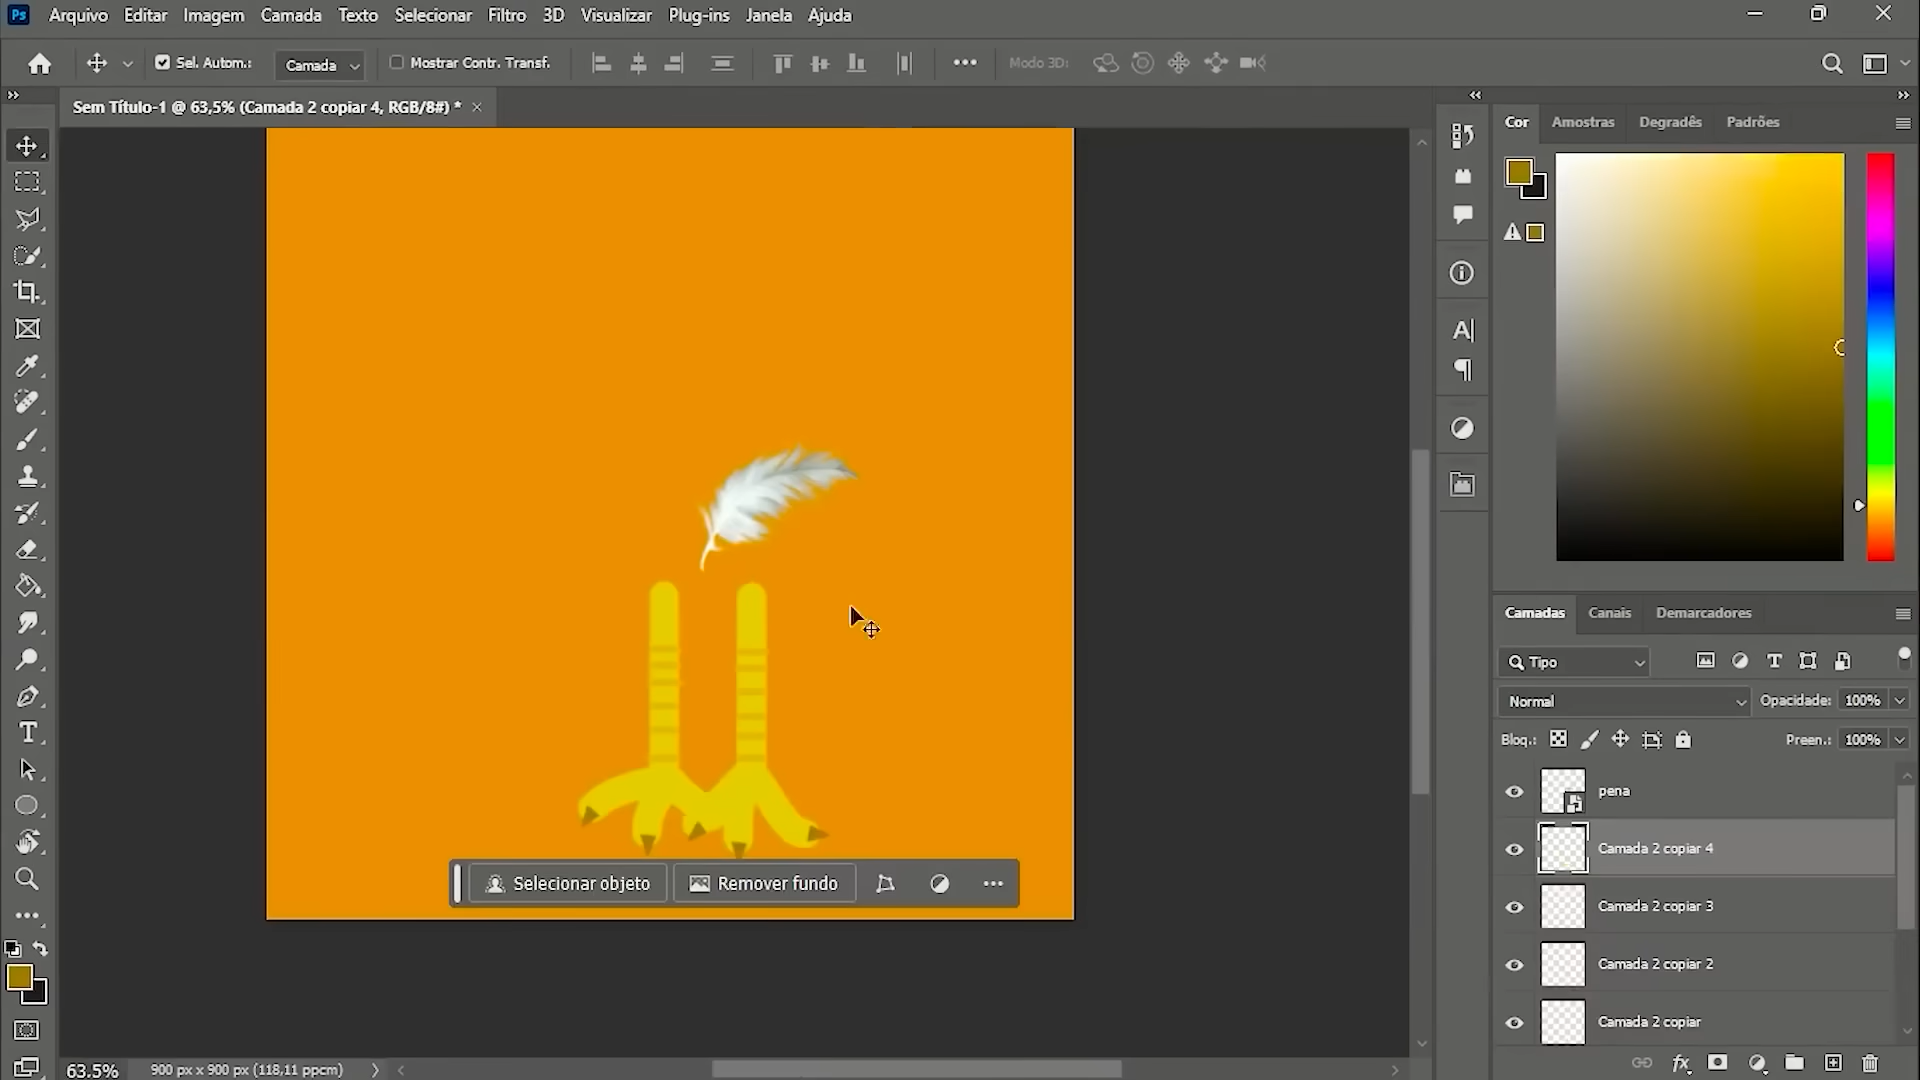 Ps Arquivo Editar Imagem Camada Texto Selecionar Filtro 3D Visualizar Plug-ins Janela Ajuda
Sel. Autom.: Camada Mostrar Contr. Transf. Modo 3D:
Sem Título-1 @ 63,5% (Camada 2 copiar 4, RGB/8#) *
Cor Amostras Degradês Padrões
Camadas Canais Demarcadores
Tipo
Normal Opacidade: 100%
Bloq.: Preen.: 100%
pena
Camada 2 copiar 4
Camada 2 copiar 3
Camada 2 copiar 2
Camada 2 copiar
Selecionar objeto Remover fundo
63.5% 900 px x 900 px (118,11 ppcm)